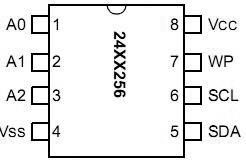 A0 1 8 Vcc
A1 2 7 WP
A2 3 6 SCL
Vss 4 5 SDA
24XX256